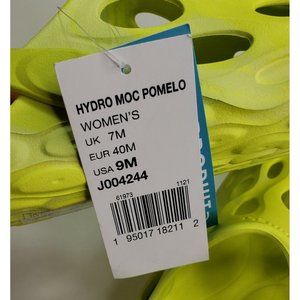 HYDRO MOC POMELO
WOMEN'S
UK 7M
EUR 40M
USA 9M
J004244
61973 1121
1 95017 18211 2